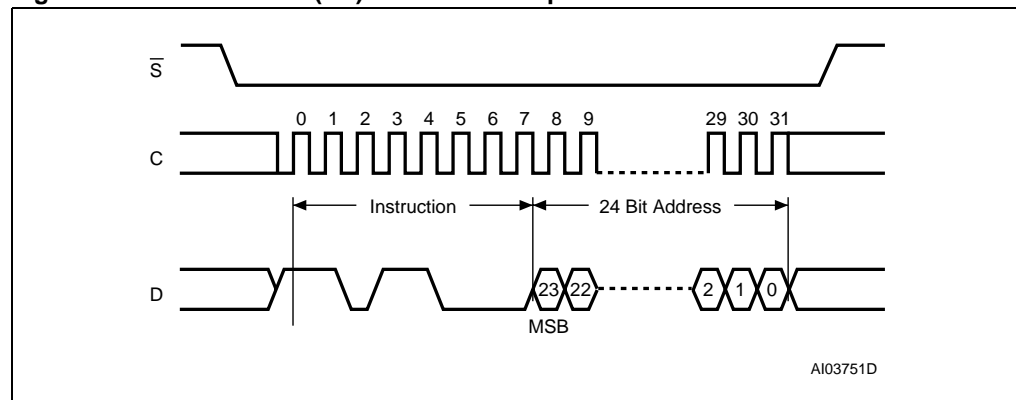 S
0 1 2 3 4 5 6 7 8 9 29 30 31
C
Instruction 24 Bit Address
D
23 22 2 1 0
MSB
AI03751D